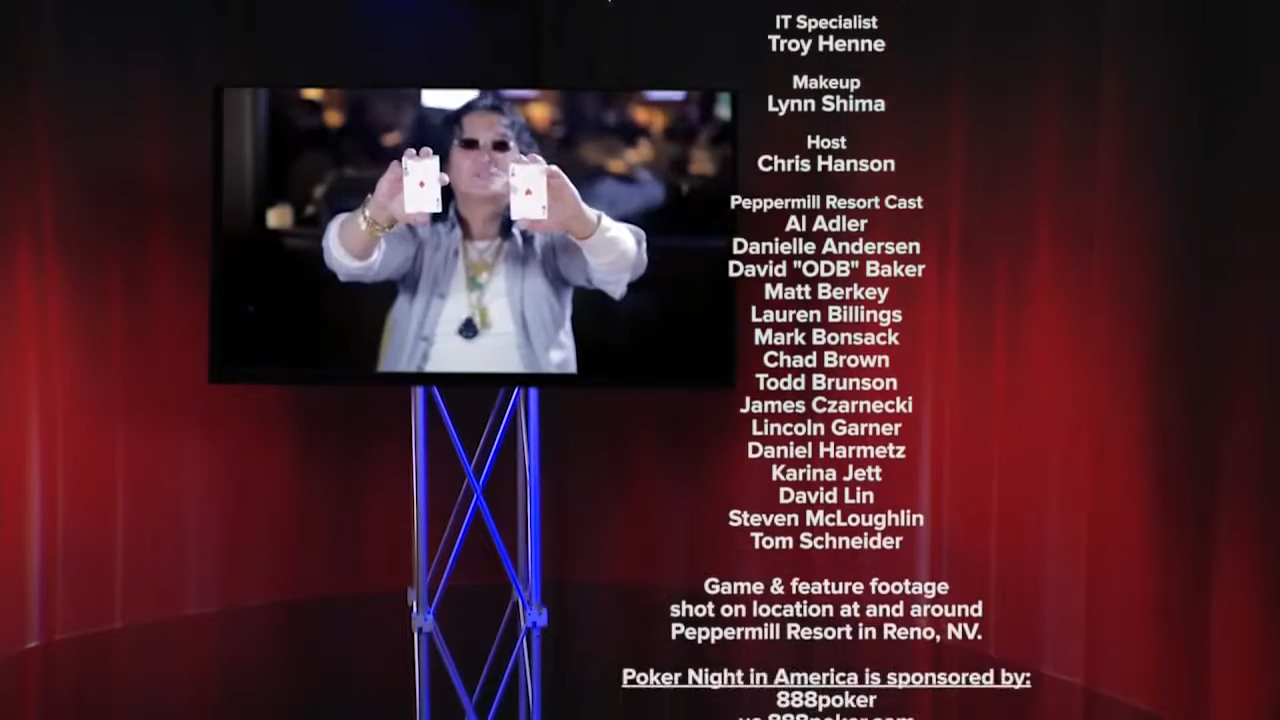 IT Specialist
Troy Henne
Makeup
Lynn Shima
Host
Chris Hanson
Peppermill Resort Cast
Al Adler
Danielle Andersen
David "ODB" Baker
Matt Berkey
Lauren Billings
Mark Bonsack
Chad Brown
Todd Brunson
James Czarnecki
Lincoln Garner
Daniel Harmetz
Karina Jett
David Lin
Steven McLoughlin
Tom Schneider
Game & feature footage
shot on location at and around
Peppermill Resort in Reno, NV.
Poker Night in America is sponsored by:
888poker
us.888poker.com